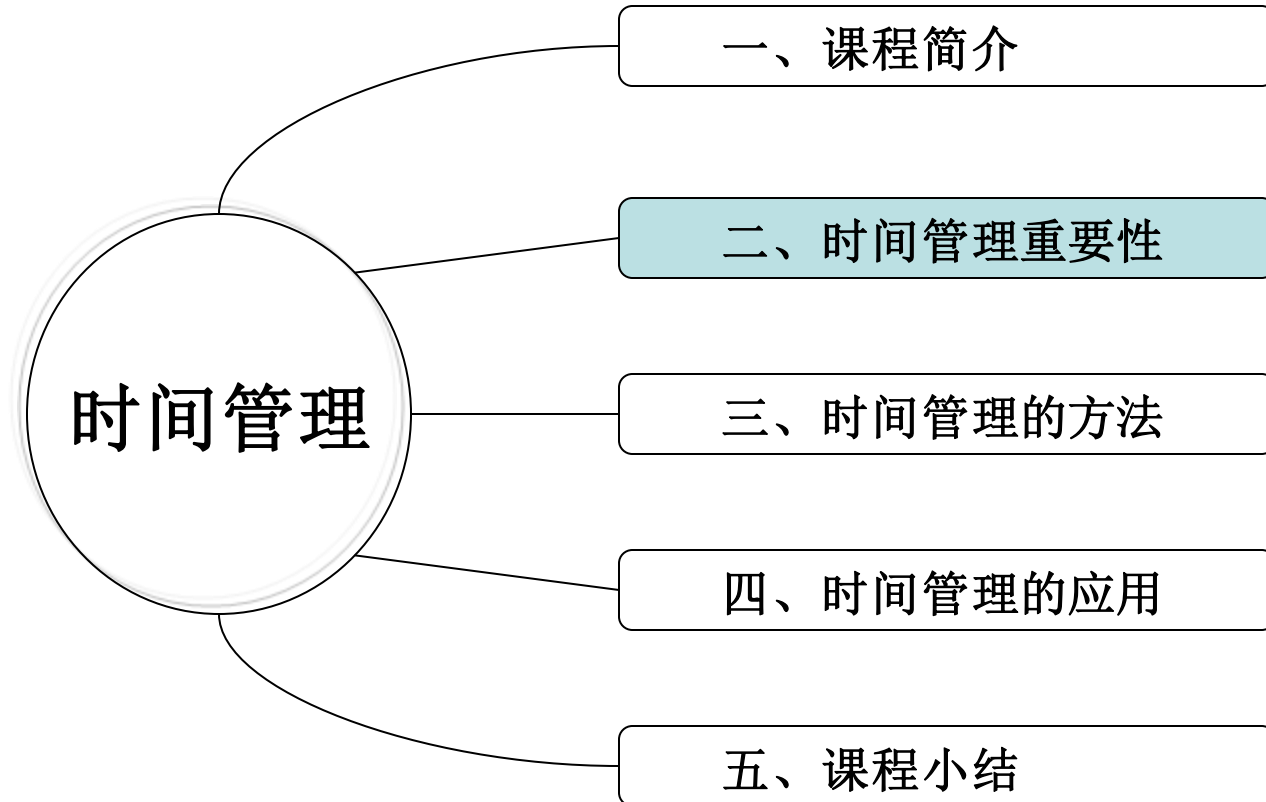 一、课程简介
二、时间管理重要性
时间管理
三、时间管理的方法
四、时间管理的应用
五、课程小结